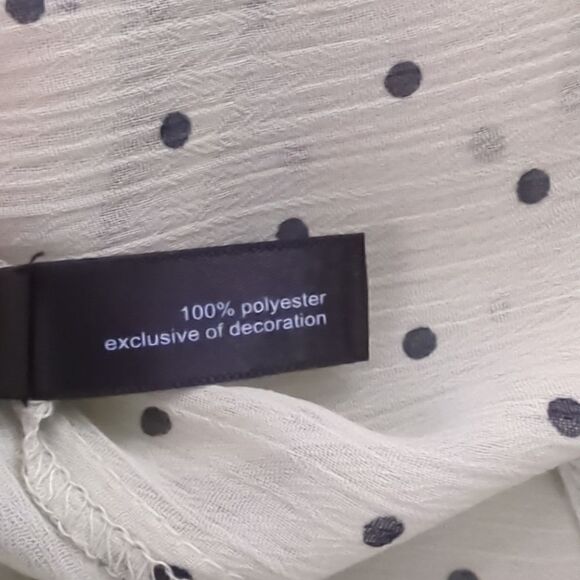 100% polyester
exclusive of decoration